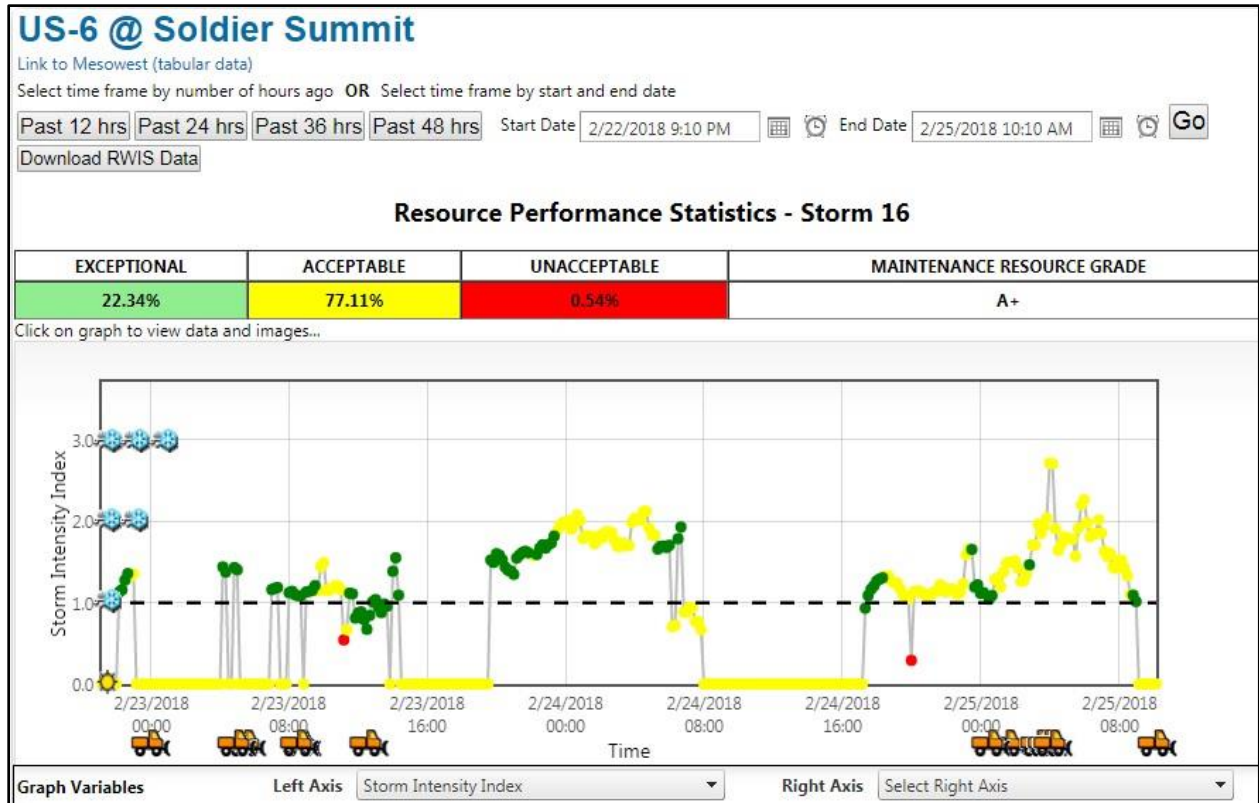 US-6 @ Soldier Summit
Link to Mesowest (tabular data)
Select time frame by number of hours ago OR Select time frame by start and end date
Past 12 hrs Past 24 hrs Past 36 hrs Past 48 hrs Start Date 2/22/2018 9:10 PM End Date 2/25/2018 10:10 AM Go
Download RWIS Data
Resource Performance Statistics - Storm 16
EXCEPTIONAL ACCEPTABLE UNACCEPTABLE MAINTENANCE RESOURCE GRADE
22.34% 77.11% 0.54% A+
Click on graph to view data and images...
Storm Intensity Index
3.0
2.0
1.0
0.0
2/23/2018 2/23/2018 2/23/2018 2/24/2018 2/24/2018 2/24/2018 2/25/2018 2/25/2018
00:00 08:00 16:00 00:00 08:00 16:00 00:00 08:00
Time
Graph Variables Left Axis Storm Intensity Index Right Axis Select Right Axis